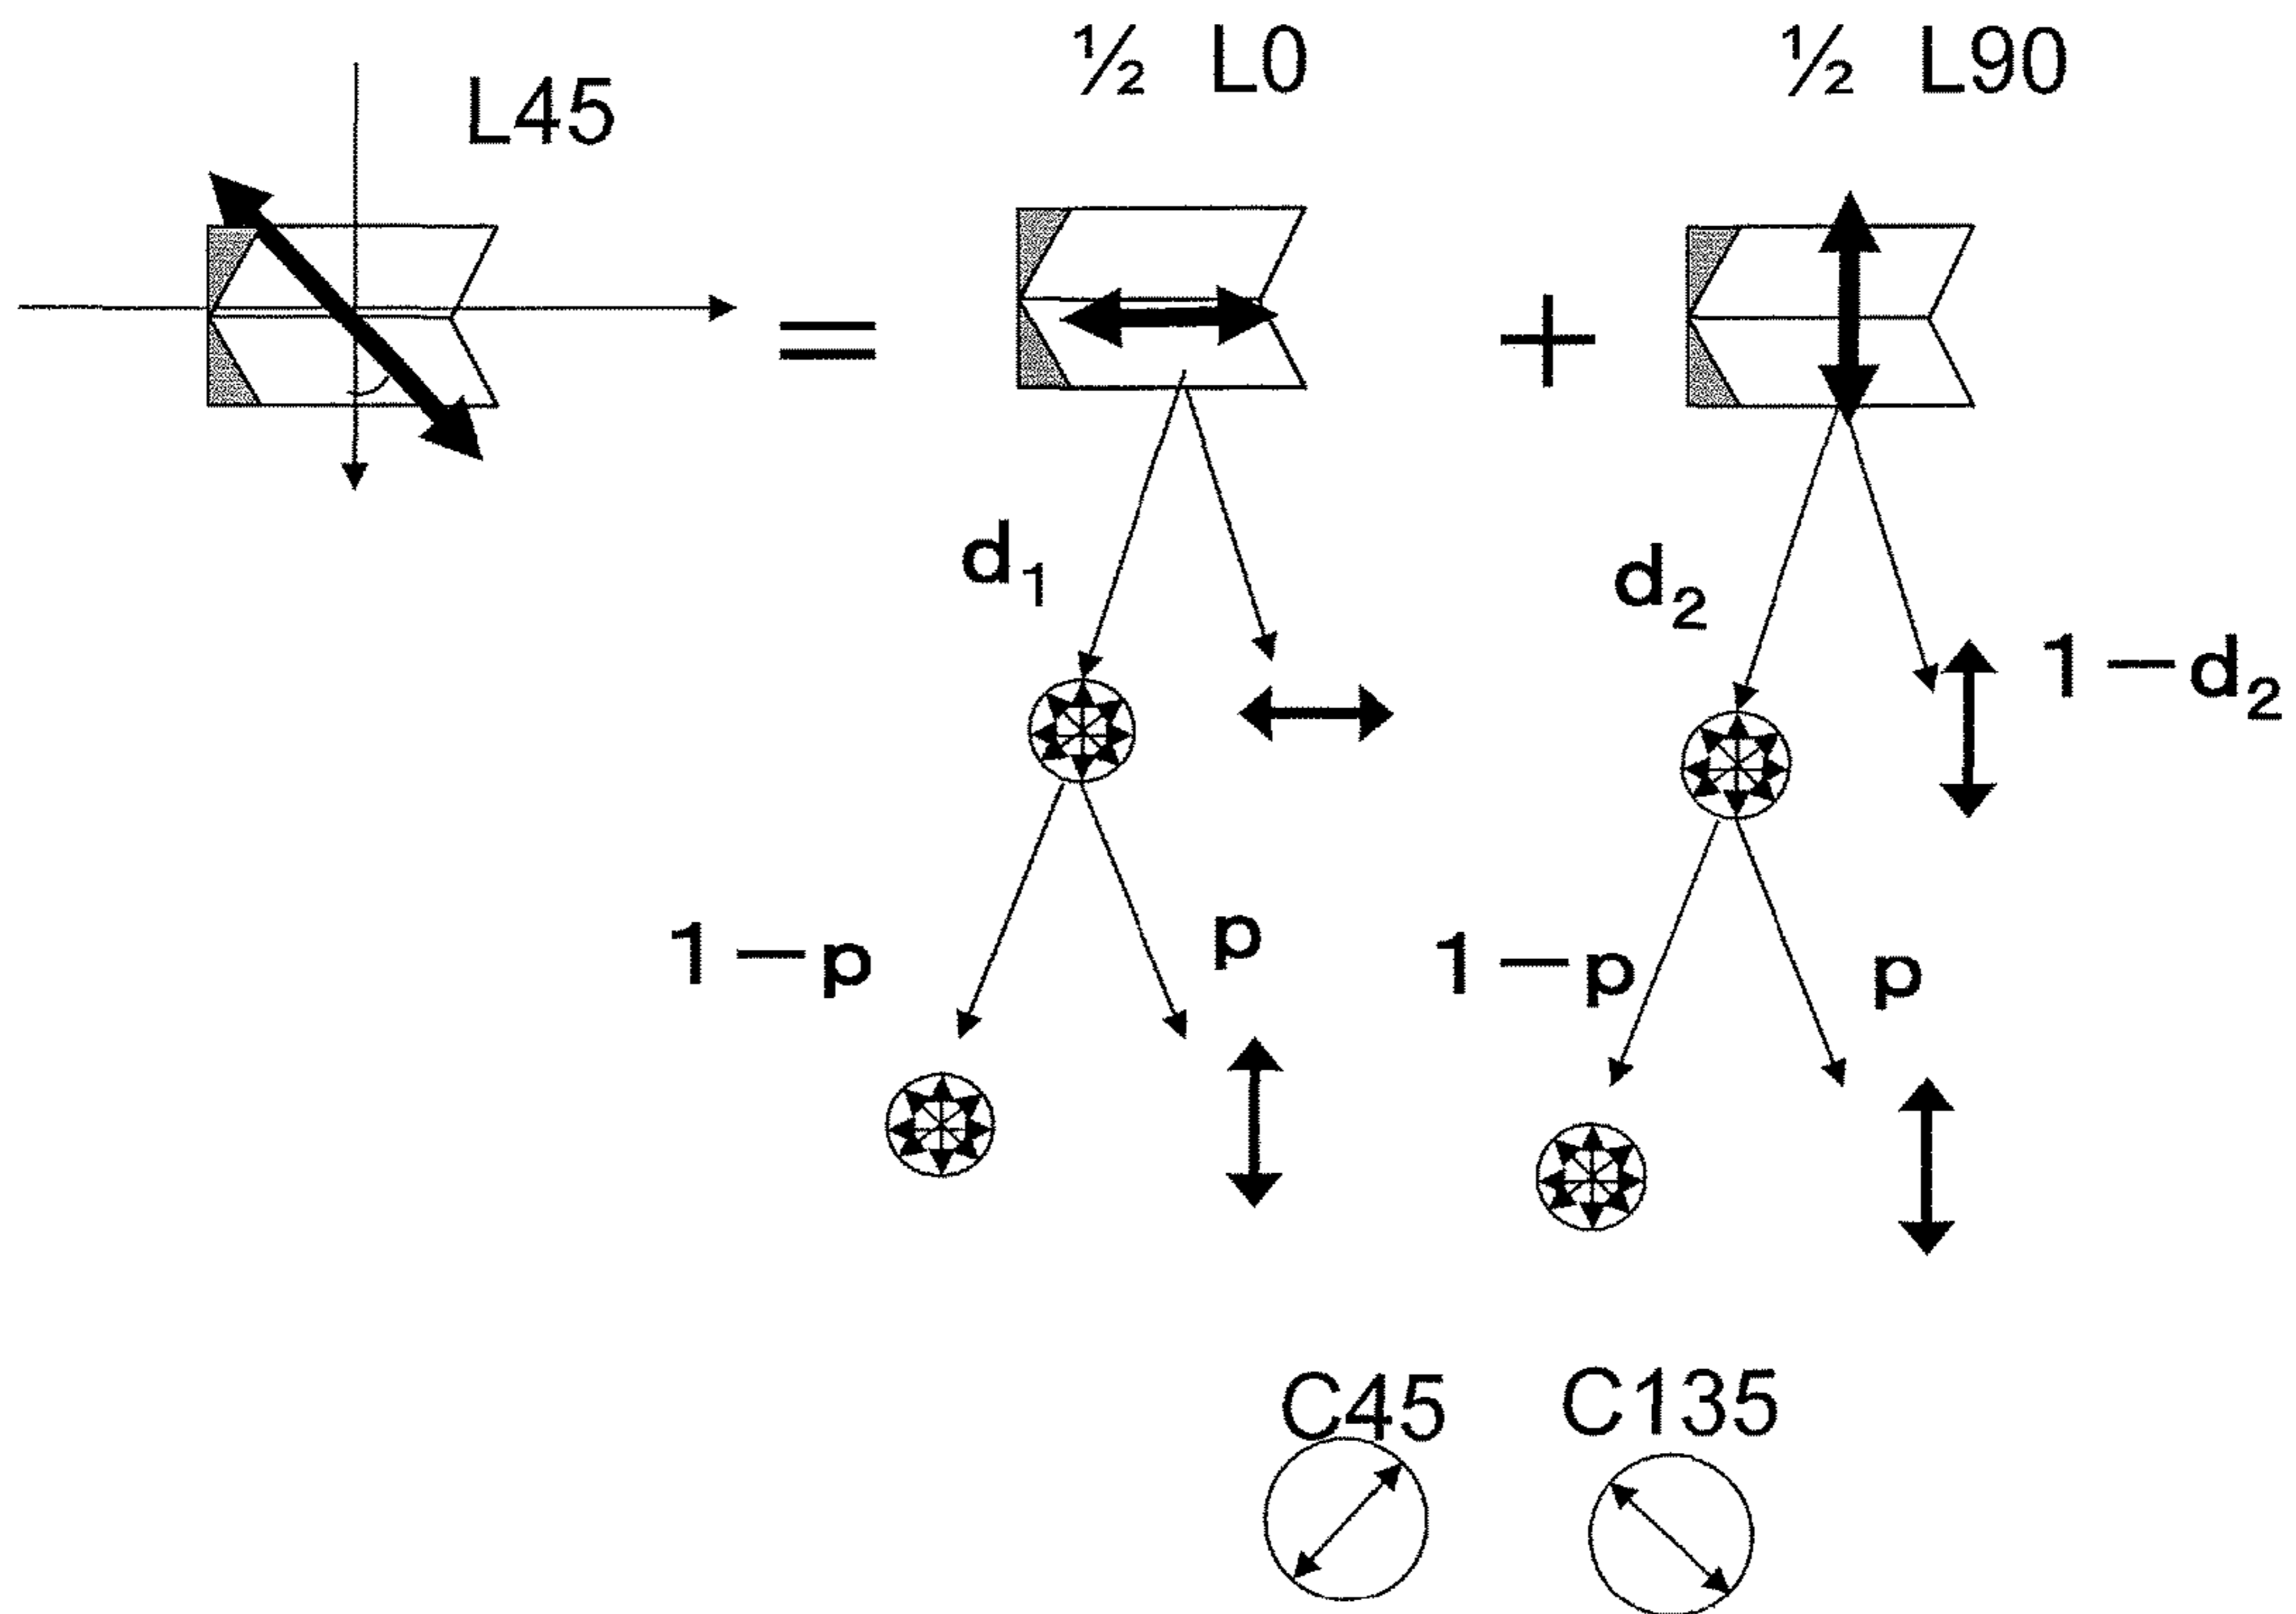 L45
½ L0
½ L90
=
+
d₁
d₂
1−d₂
1−p
p
1−p
p
C45
C135